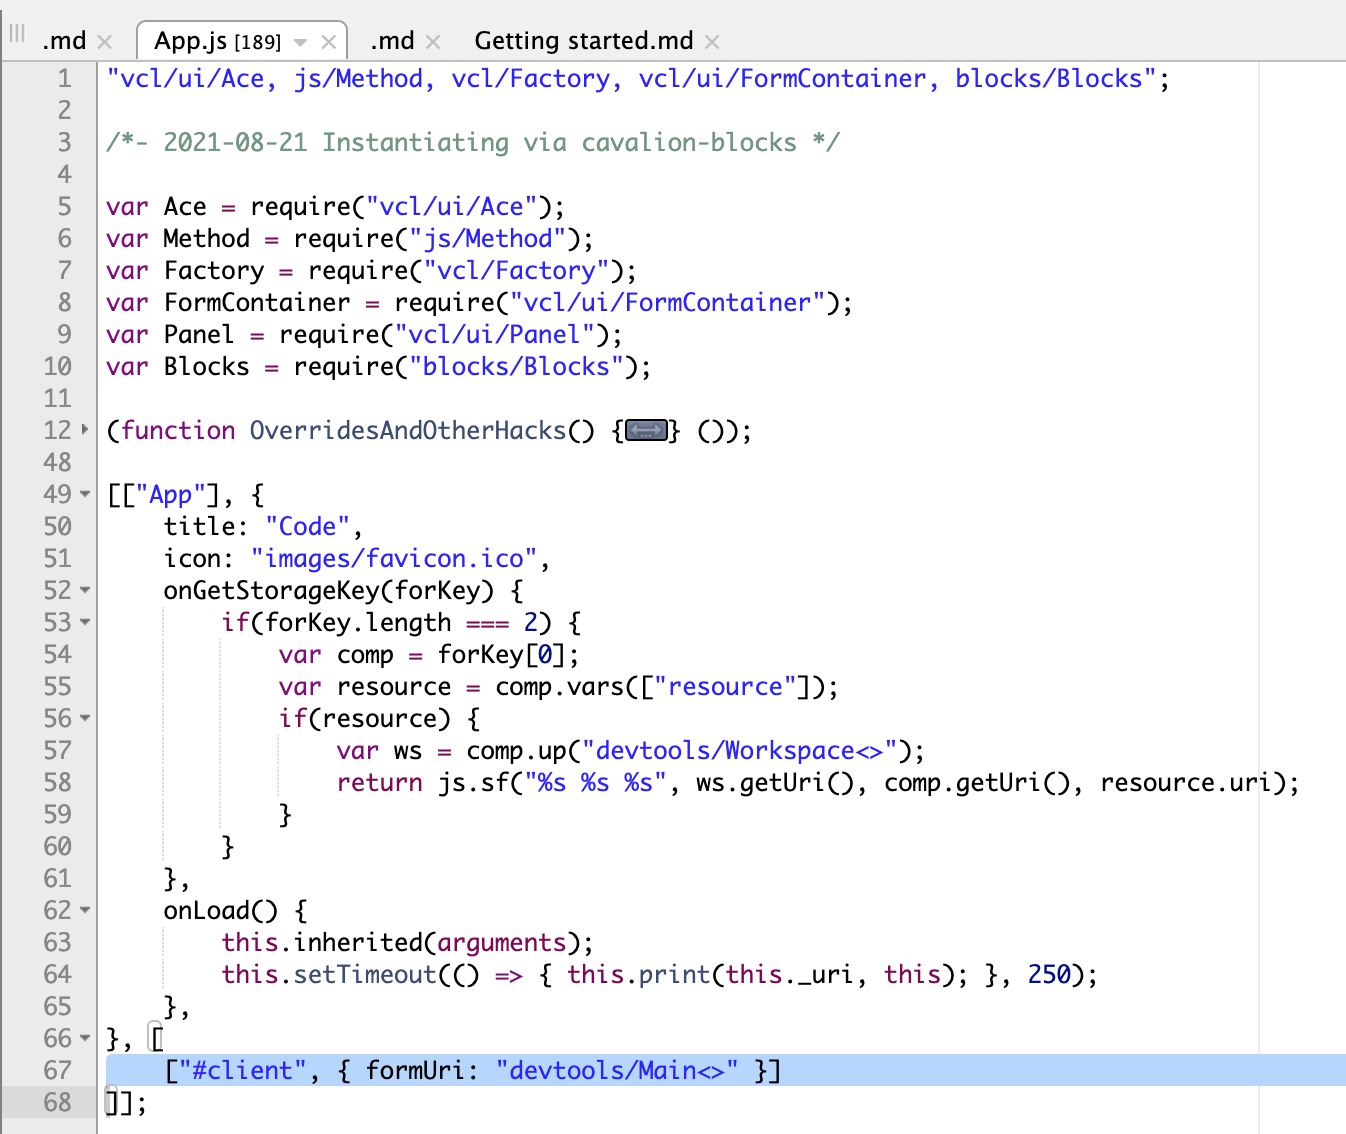 .md × App.js [189] × .md × Getting started.md ×
1 "vcl/ui/Ace, js/Method, vcl/Factory, vcl/ui/FormContainer, blocks/Blocks";
2
3 /*- 2021-08-21 Instantiating via cavalion-blocks */
4
5 var Ace = require("vcl/ui/Ace");
6 var Method = require("js/Method");
7 var Factory = require("vcl/Factory");
8 var FormContainer = require("vcl/ui/FormContainer");
9 var Panel = require("vcl/ui/Panel");
10 var Blocks = require("blocks/Blocks");
11
12 (function OverridesAndOtherHacks() {↔} ());
48
49 [["App"], {
50     title: "Code",
51     icon: "images/favicon.ico",
52     onGetStorageKey(forKey) {
53         if(forKey.length === 2) {
54             var comp = forKey[0];
55             var resource = comp.vars(["resource"]);
56             if(resource) {
57                 var ws = comp.up("devtools/Workspace<>");
58                 return js.sf("%s %s %s", ws.getUri(), comp.getUri(), resource.uri);
59             }
60         }
61     },
62     onLoad() {
63         this.inherited(arguments);
64         this.setTimeout(() => { this.print(this._uri, this); }, 250);
65     },
66 }, [
67     ["#client", { formUri: "devtools/Main<>" }]
68 ]];